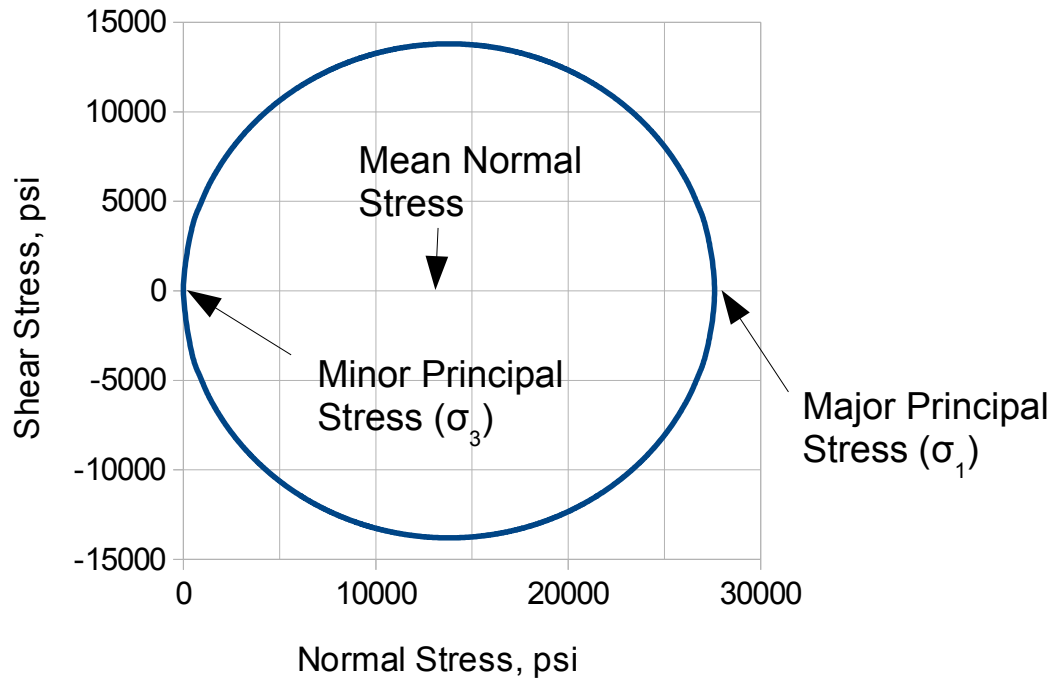 15000
10000
5000
0
-5000
-10000
-15000
Shear Stress, psi
Mean Normal
Stress
Minor Principal
Stress (σ₃)
Major Principal
Stress (σ₁)
0
10000
20000
30000
Normal Stress, psi